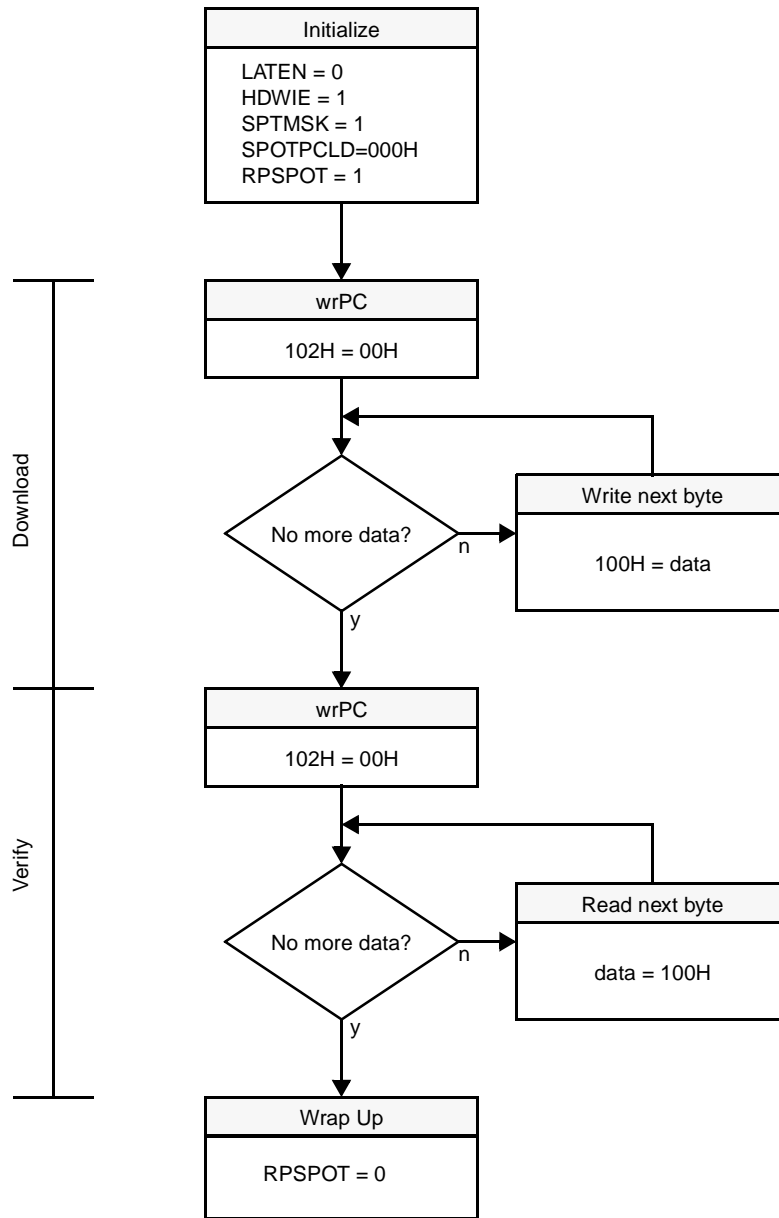 Initialize
LATEN = 0
HDWIE = 1
SPTMSK = 1
SPOTPCLD=000H
RPSPOT = 1
Download
wrPC
102H = 00H
No more data?
n
y
Write next byte
100H = data
Verify
wrPC
102H = 00H
No more data?
n
y
Read next byte
data = 100H
Wrap Up
RPSPOT = 0